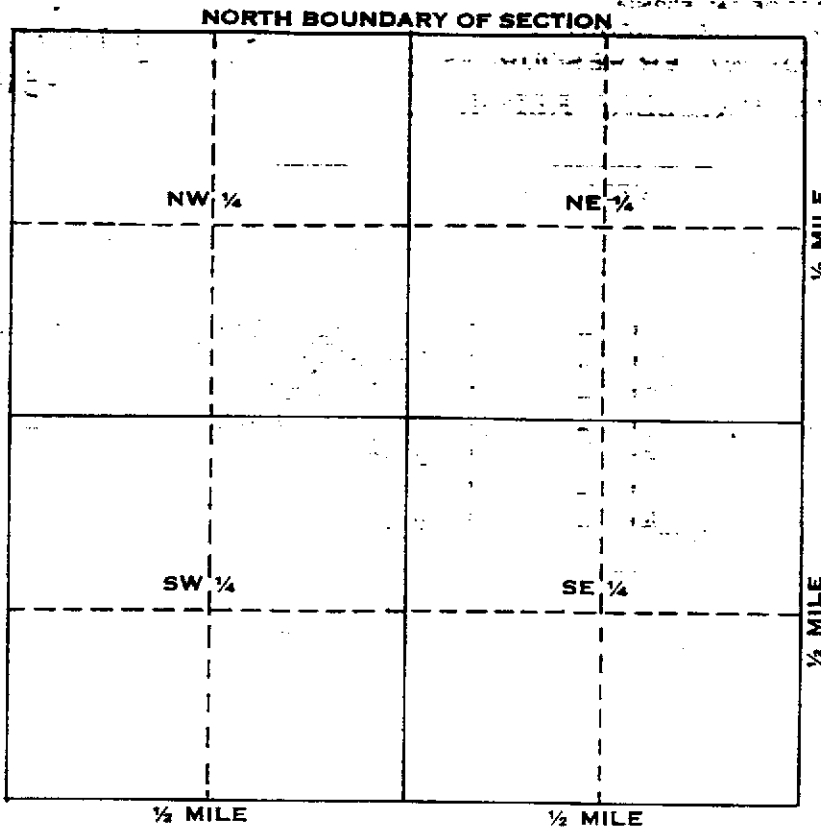 NORTH BOUNDARY OF SECTION
NW ¼
NE ¼
½ MILE
SW ¼
SE ¼
½ MILE
½ MILE
½ MILE